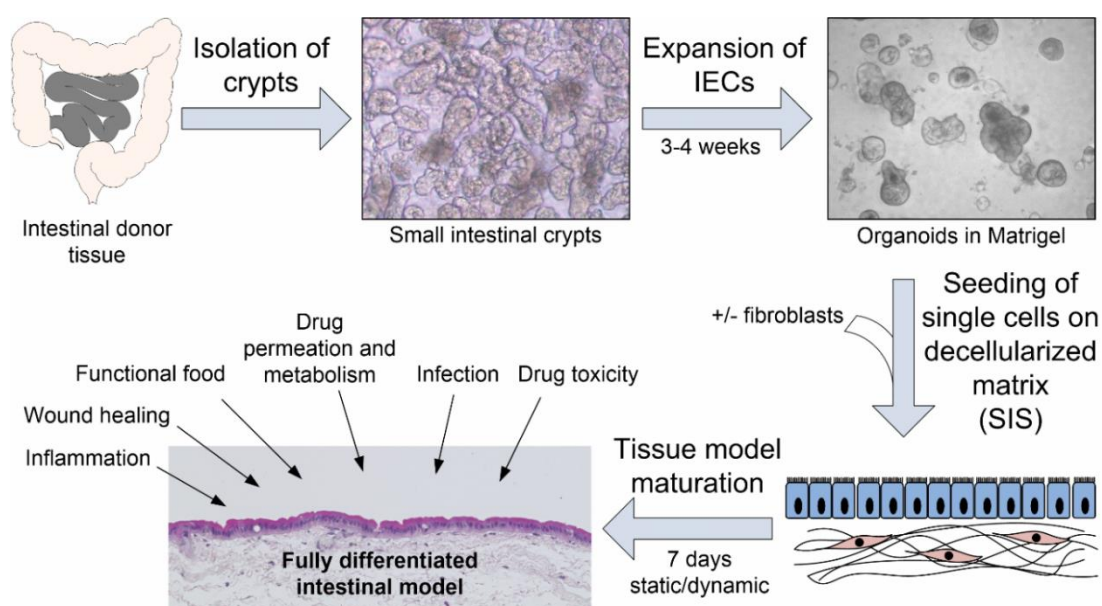 Isolation of
crypts
Expansion of
IECs
3-4 weeks
Intestinal donor
tissue
Small intestinal crypts
Organoids in Matrigel
Seeding of
single cells on
decellularized
matrix
(SIS)
+/- fibroblasts
Tissue model
maturation
7 days
static/dynamic
Drug
permeation and
metabolism
Functional food
Infection
Drug toxicity
Wound healing
Inflammation
Fully differentiated
intestinal model